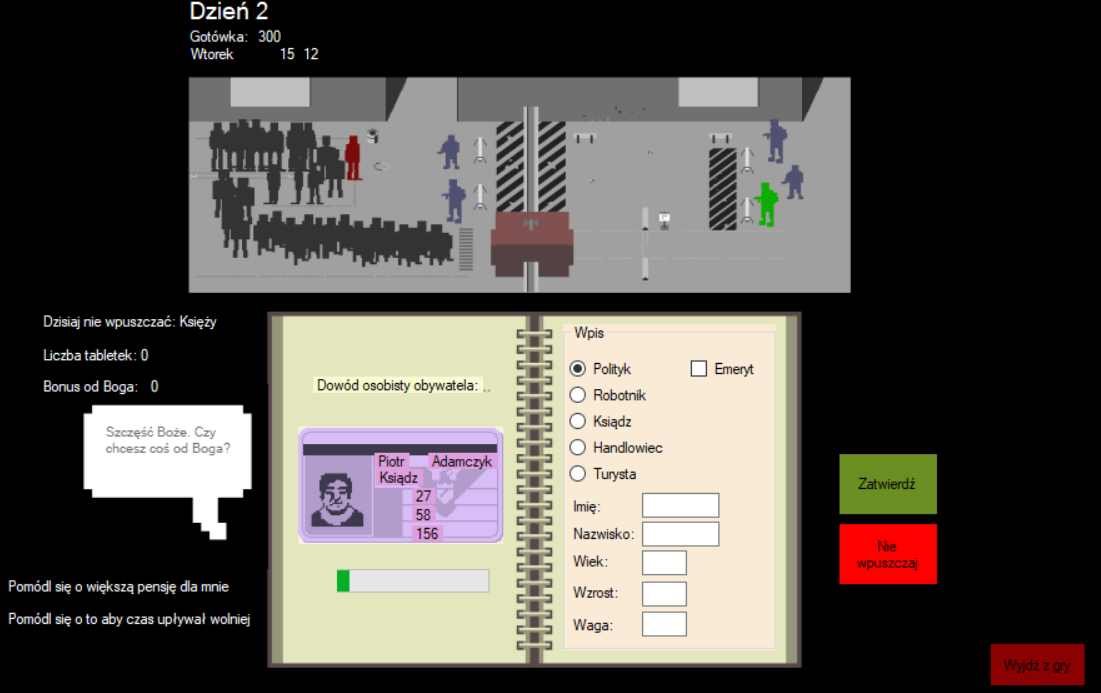 Dzień 2
Gotówka: 300
Wtorek 15 12
Dzisiaj nie wpuszczać: Księży
Liczba tabletek: 0
Bonus od Boga: 0
Szczęść Boże. Czy
chcesz coś od Boga?
Pomódl się o większą pensję dla mnie
Pomódl się o to aby czas upływał wolniej
Dowód osobisty obywatela: ..
Piotr Adamczyk
Ksiądz
27
58
156
Wpis
Polityk Emeryt
Robotnik
Ksiądz
Handlowiec
Turysta
Imię:
Nazwisko:
Wiek:
Wzrost:
Waga:
Zatwierdź
Nie
wpuszczaj
Wyjdź z gry